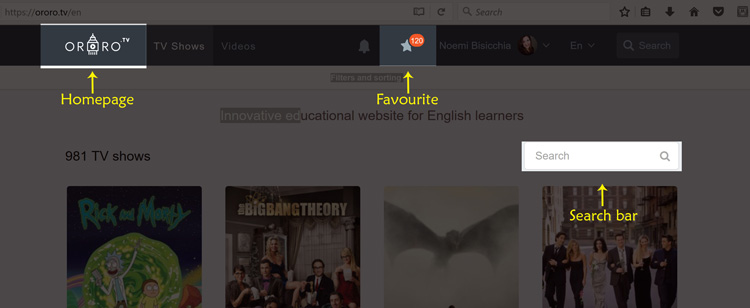 https://ororo.tv/en
Search
ORORO TV
TV Shows
Videos
120
Noemi Bisicchia
En
Search
Filters and sorting
Homepage
Favourite
Innovative educational website for English learners
981 TV shows
Search
Search bar
Rick and Morty
THE BIG BANG THEORY